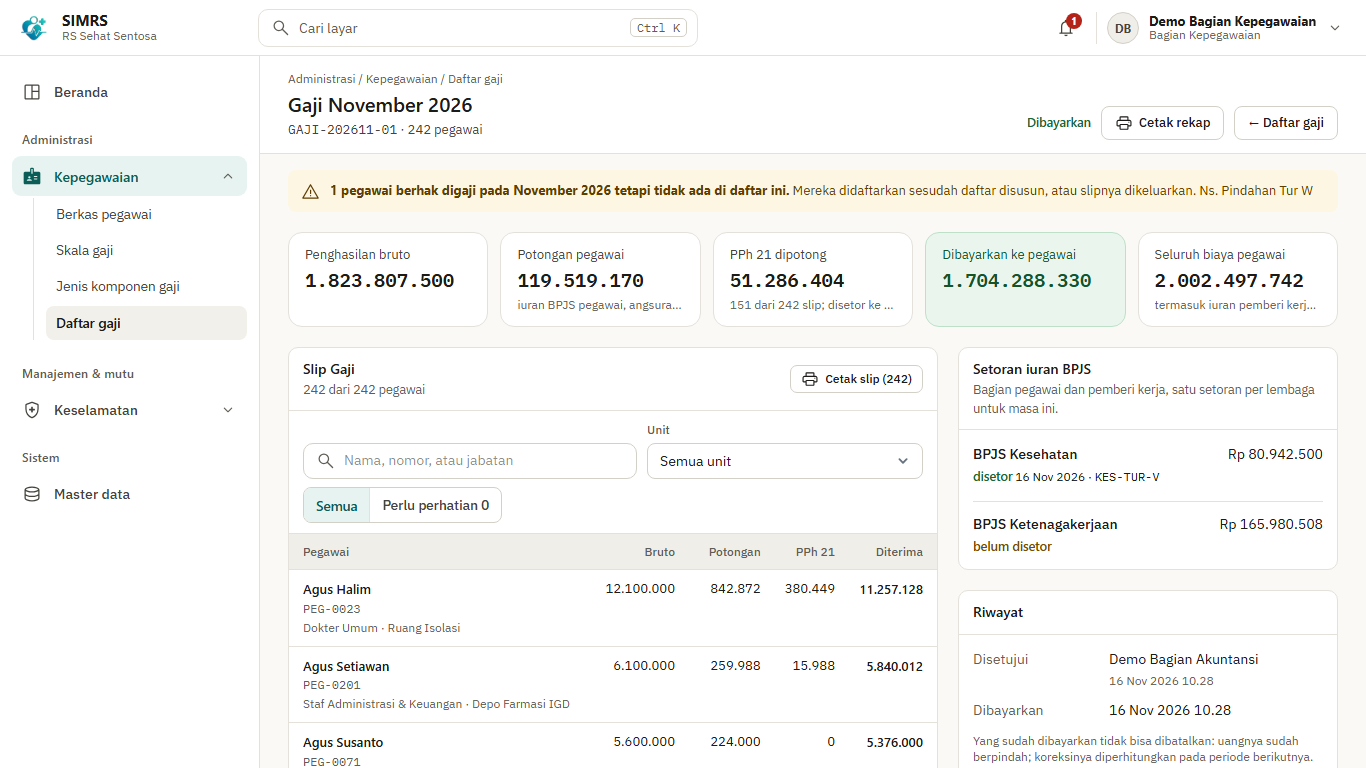 SIMRS
RS Sehat Sentosa
Cari layar
Ctrl K
1
DB
Demo Bagian Kepegawaian
Bagian Kepegawaian
Beranda
Administrasi
Kepegawaian
Berkas pegawai
Skala gaji
Jenis komponen gaji
Daftar gaji
Manajemen & mutu
Keselamatan
Sistem
Master data
Administrasi / Kepegawaian / Daftar gaji
Gaji November 2026
GAJI-202611-01 · 242 pegawai
Dibayarkan
Cetak rekap
← Daftar gaji
1 pegawai berhak digaji pada November 2026 tetapi tidak ada di daftar ini. Mereka didaftarkan sesudah daftar disusun, atau slipnya dikeluarkan. Ns. Pindahan Tur W
Penghasilan bruto
1.823.807.500
Potongan pegawai
119.519.170
iuran BPJS pegawai, angsura...
PPh 21 dipotong
51.286.404
151 dari 242 slip; disetor ke ...
Dibayarkan ke pegawai
1.704.288.330
Seluruh biaya pegawai
2.002.497.742
termasuk iuran pemberi kerj...
Slip Gaji
242 dari 242 pegawai
Cetak slip (242)
Unit
Nama, nomor, atau jabatan
Semua unit
Semua
Perlu perhatian 0
Pegawai Bruto Potongan PPh 21 Diterima
Agus Halim 12.100.000 842.872 380.449 11.257.128
PEG-0023
Dokter Umum · Ruang Isolasi
Agus Setiawan 6.100.000 259.988 15.988 5.840.012
PEG-0201
Staf Administrasi & Keuangan · Depo Farmasi IGD
Agus Susanto 5.600.000 224.000 0 5.376.000
PEG-0071
Setoran iuran BPJS
Bagian pegawai dan pemberi kerja, satu setoran per lembaga
untuk masa ini.
BPJS Kesehatan Rp 80.942.500
disetor 16 Nov 2026 · KES-TUR-V
BPJS Ketenagakerjaan Rp 165.980.508
belum disetor
Riwayat
Disetujui Demo Bagian Akuntansi
16 Nov 2026 10.28
Dibayarkan 16 Nov 2026 10.28
Yang sudah dibayarkan tidak bisa dibatalkan: uangnya sudah
berpindah; koreksinya diperhitungkan pada periode berikutnya.